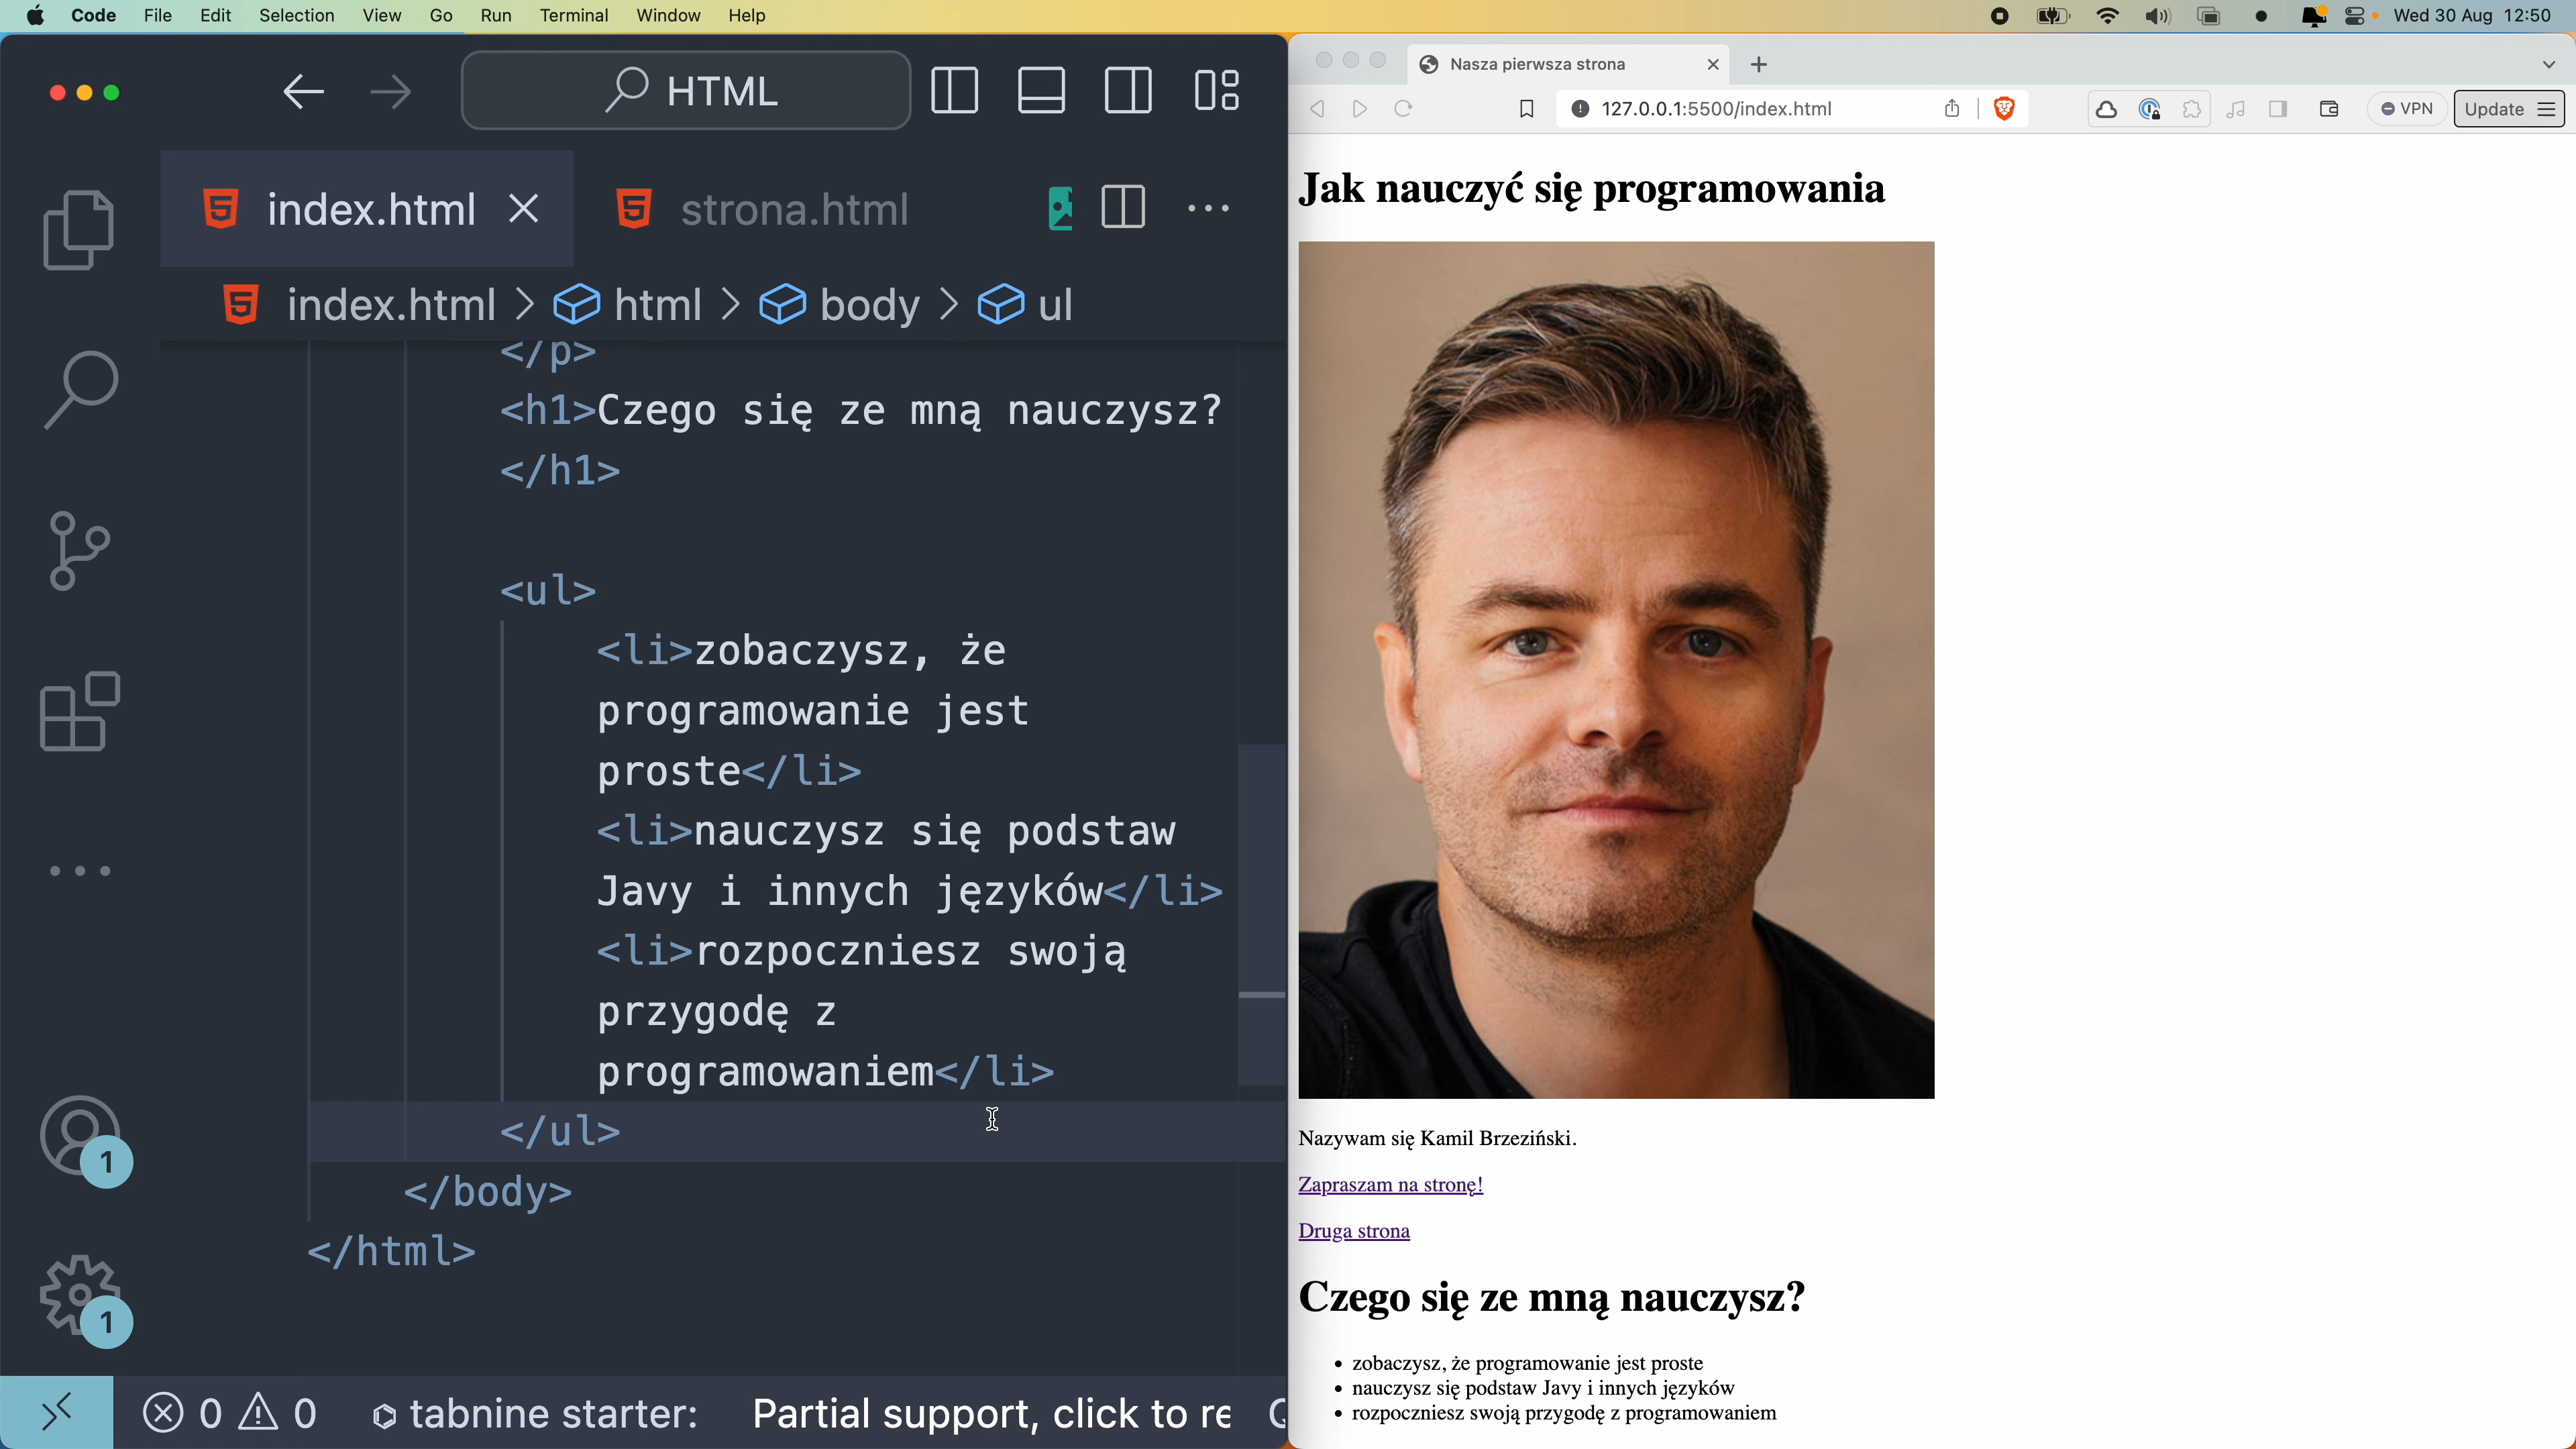 Code File Edit Selection View Go Run Terminal Window Help
Wed 30 Aug 12:50
HTML
index.html
strona.html
index.html > html > body > ul
</p>
<h1>Czego się ze mną nauczysz?
</h1>
<ul>
<li>zobaczysz, że
programowanie jest
proste</li>
<li>nauczysz się podstaw
Javy i innych języków</li>
<li>rozpoczniesz swoją
przygodę z
programowaniem</li>
</ul>
</body>
</html>
1
1
0 0 tabnine starter: Partial support, click to re
Nasza pierwsza strona
127.0.0.1:5500/index.html
VPN
Update
Jak nauczyć się programowania
Nazywam się Kamil Brzeziński.
Zapraszam na stronę!
Druga strona
Czego się ze mną nauczysz?
• zobaczysz, że programowanie jest proste
• nauczysz się podstaw Javy i innych języków
• rozpoczniesz swoją przygodę z programowaniem